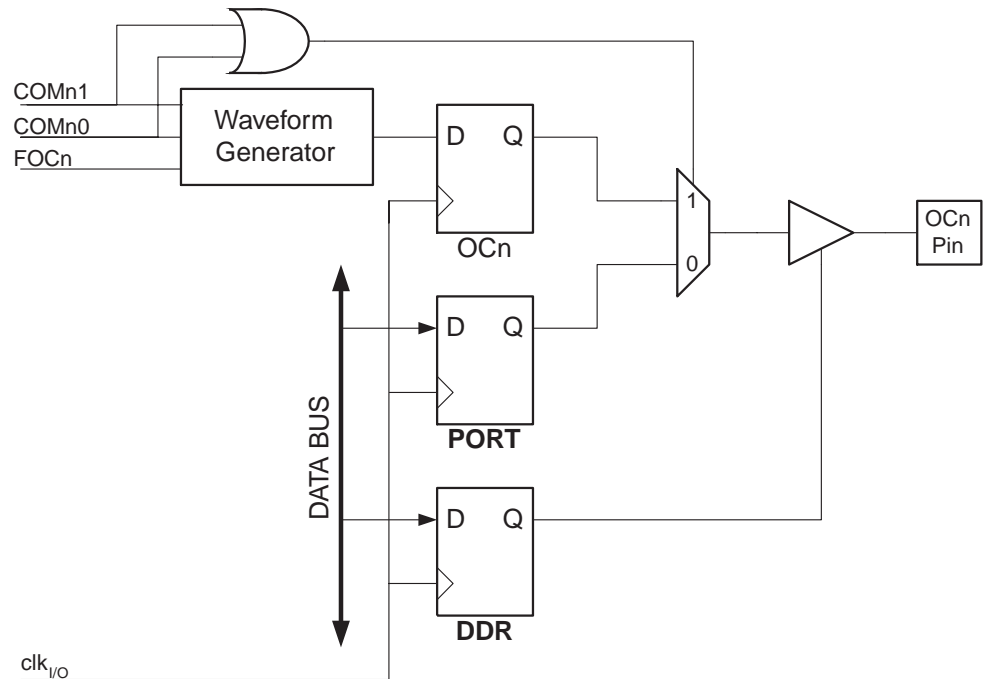 COMn1
COMn0
FOCn
Waveform
Generator
D Q
OCn
1
0
OCn
Pin
D Q
PORT
DATA BUS
D Q
DDR
clkI/O